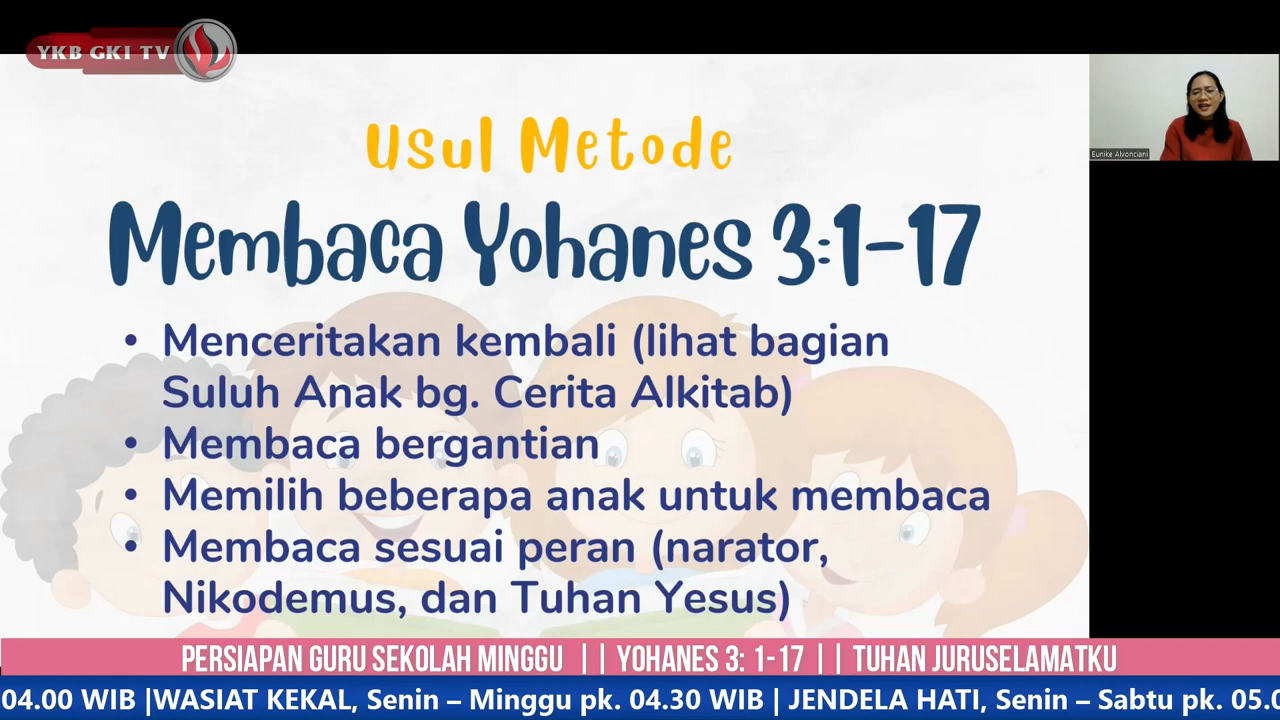 YKB GKI TV
Usul Metode
Membaca Yohanes 3:1-17
• Menceritakan kembali (lihat bagian
Suluh Anak bg. Cerita Alkitab)
• Membaca bergantian
• Memilih beberapa anak untuk membaca
• Membaca sesuai peran (narator,
Nikodemus, dan Tuhan Yesus)
Eunike Alvonciani
PERSIAPAN GURU SEKOLAH MINGGU || YOHANES 3: 1-17 || TUHAN JURUSELAMATKU
04.00 WIB |WASIAT KEKAL, Senin – Minggu pk. 04.30 WIB | JENDELA HATI, Senin – Sabtu pk. 05.0